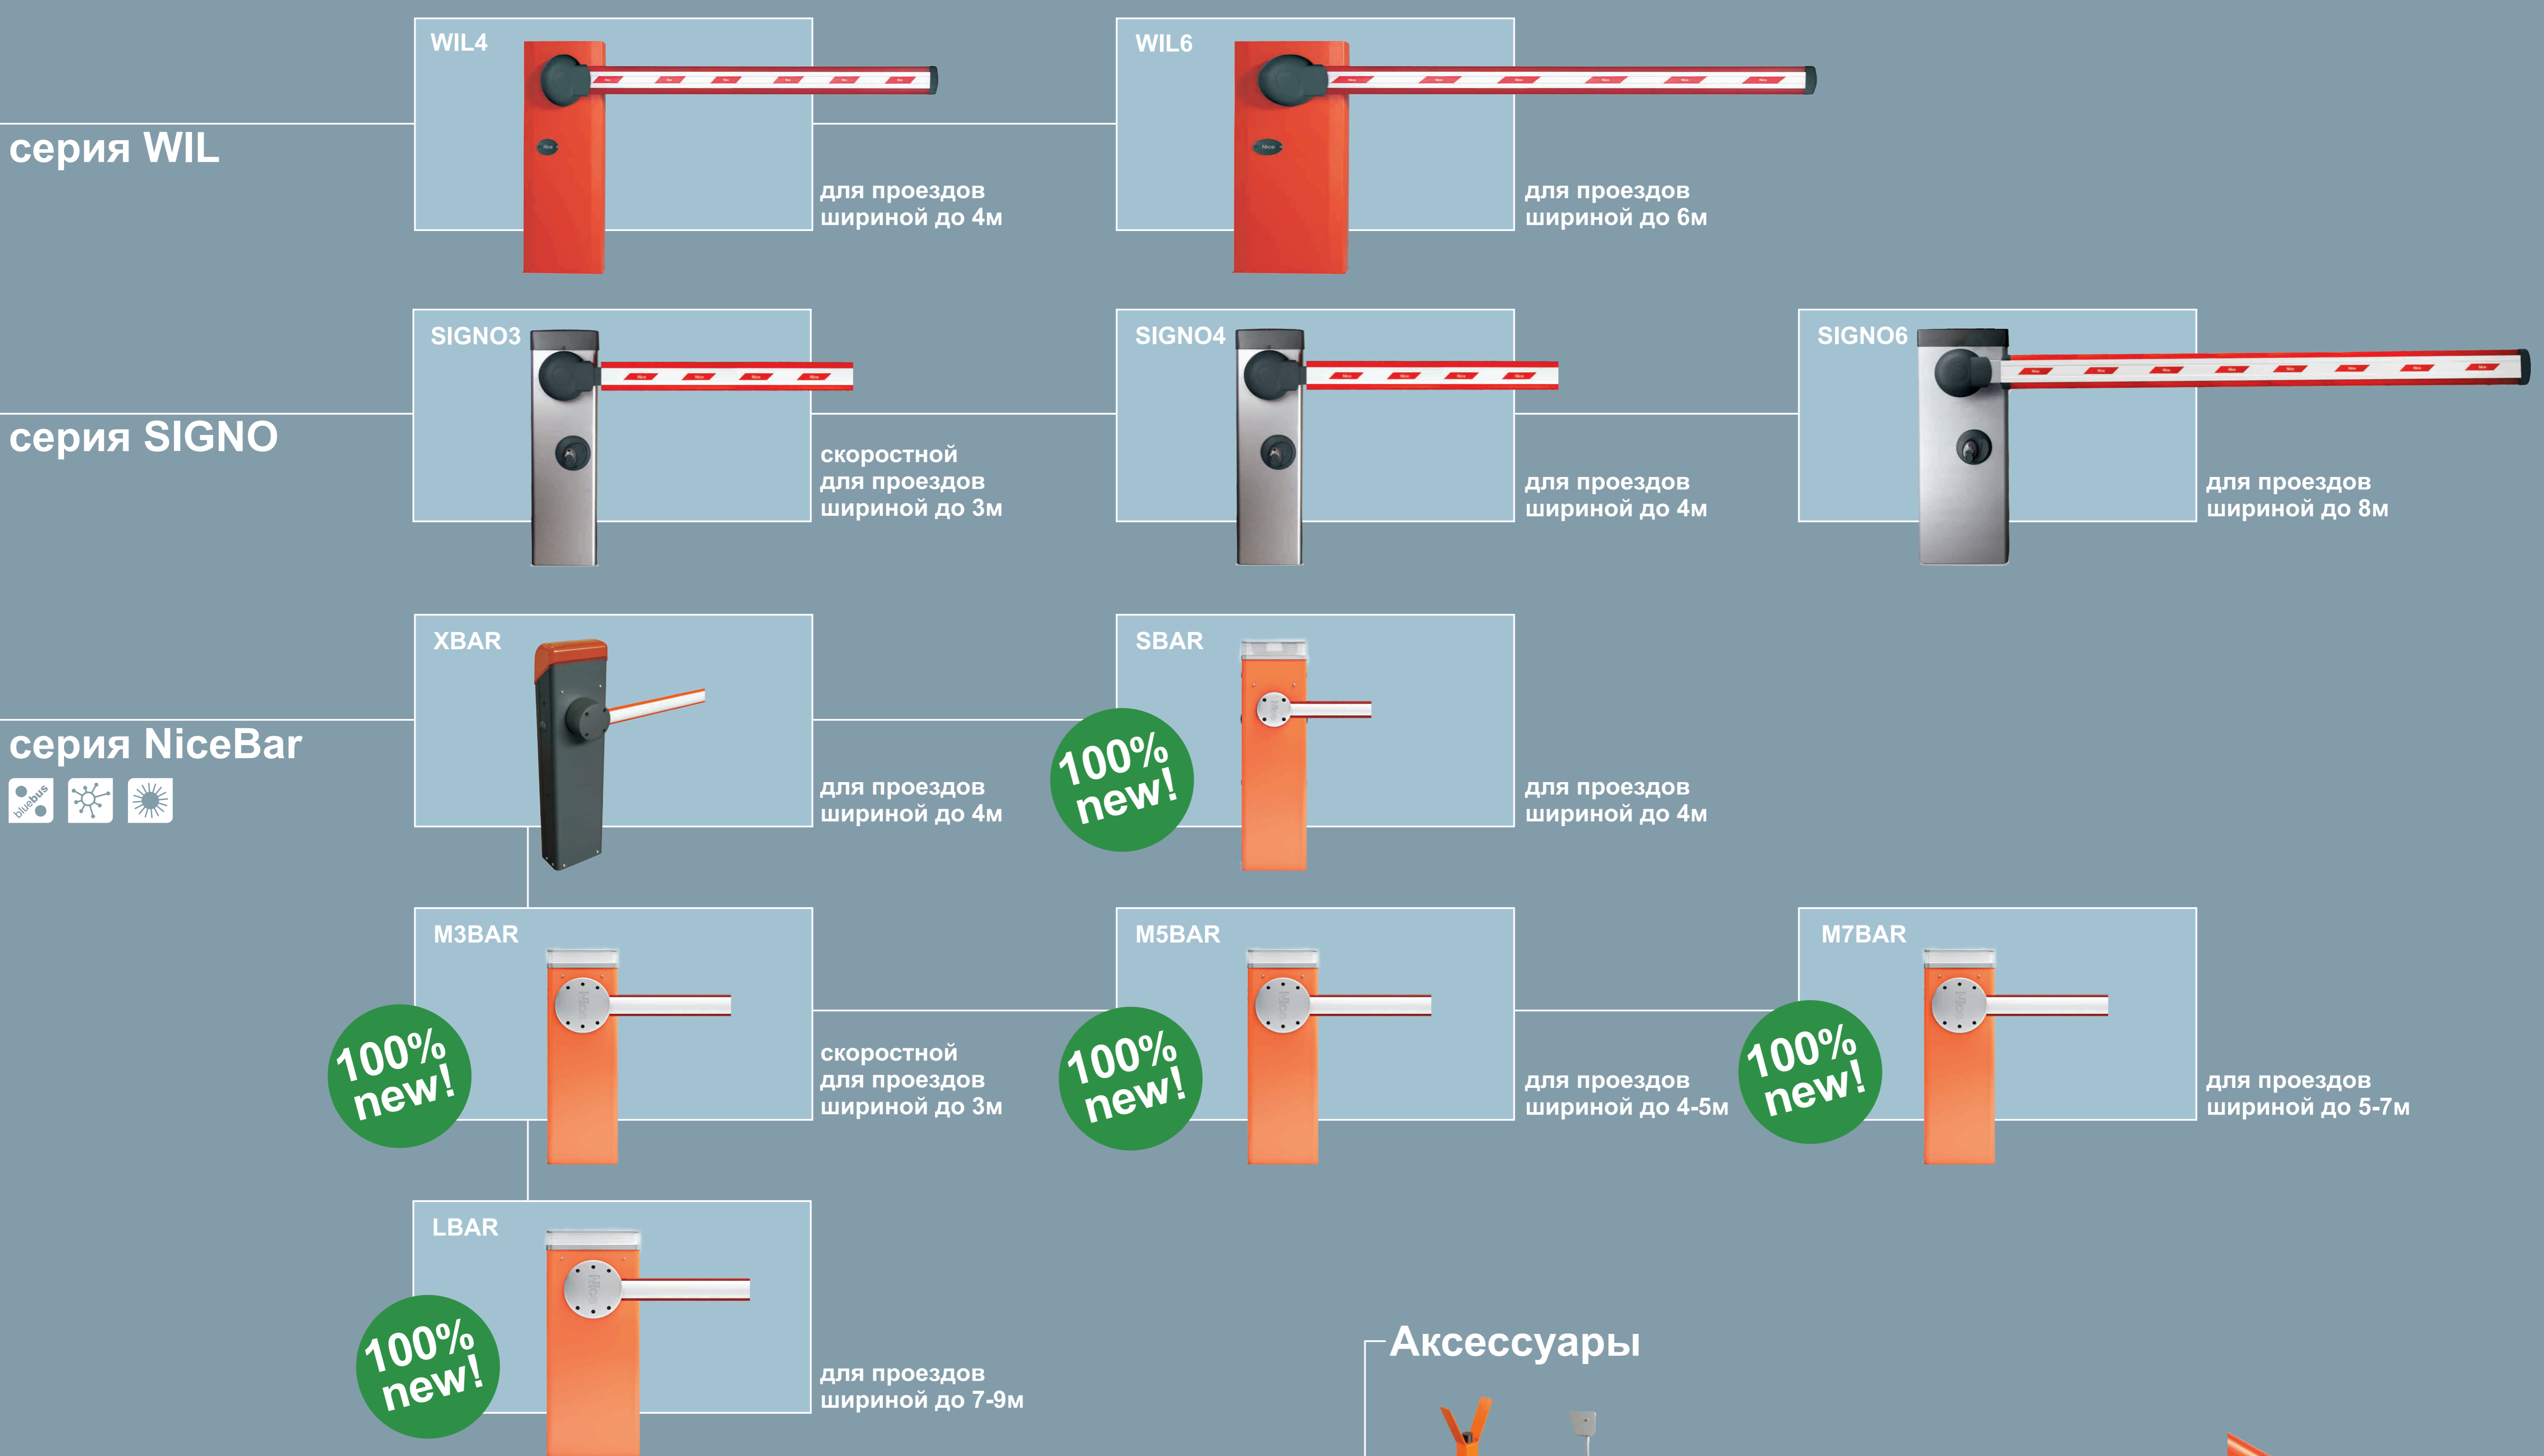 WIL4
WIL6
серия WIL
для проездов
шириной до 4м
для проездов
шириной до 6м
SIGNO3
SIGNO4
SIGNO6
серия SIGNO
скоростной
для проездов
шириной до 3м
для проездов
шириной до 4м
для проездов
шириной до 8м
XBAR
SBAR
серия NiceBar
bluebus
100%
new!
для проездов
шириной до 4м
для проездов
шириной до 4м
M3BAR
M5BAR
M7BAR
100%
new!
скоростной
для проездов
шириной до 3м
100%
new!
для проездов
шириной до 4-5м
100%
new!
для проездов
шириной до 5-7м
LBAR
100%
new!
для проездов
шириной до 7-9м
Аксессуары